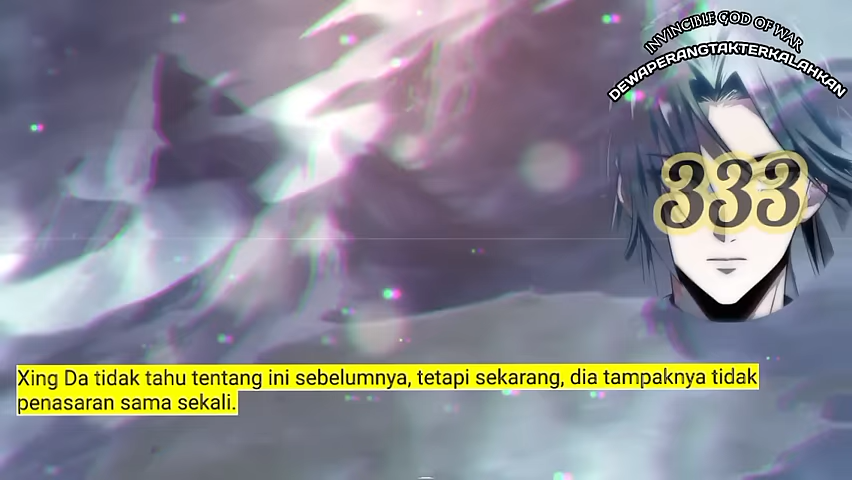 INVINCIBLE GOD OF WAR
DEWAPERANGTAKTERKALAHKAN
333
Xing Da tidak tahu tentang ini sebelumnya, tetapi sekarang, dia tampaknya tidak
penasaran sama sekali.